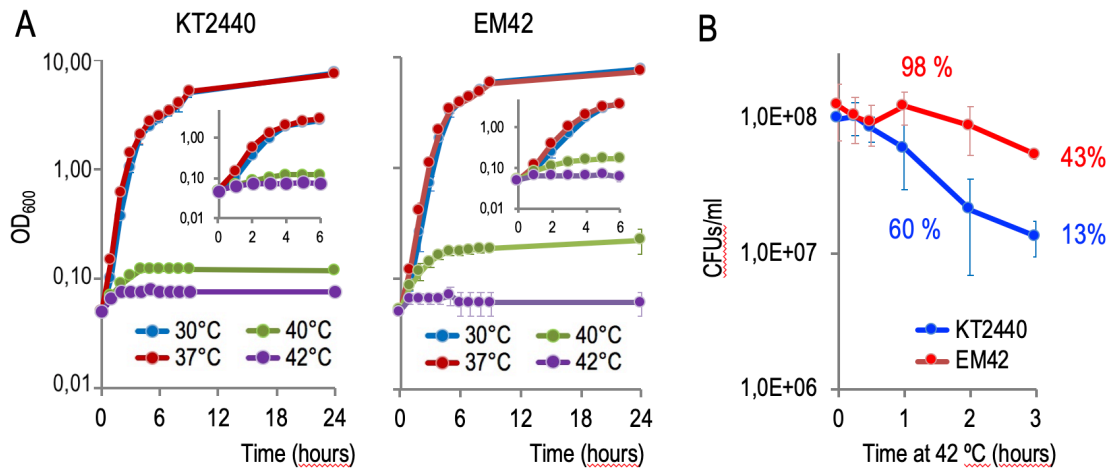 A
KT2440
EM42
B
OD600
10,00
1,00
0,10
0,01
1,00
0,10
0,01
0 2 4 6
30°C
40°C
37°C
42°C
0 6 12 18 24
Time (hours)
1,00
0,10
0,01
0 2 4 6
30°C
40°C
37°C
42°C
0 6 12 18 24
Time (hours)
CFUs/ml
1,0E+08
1,0E+07
1,0E+06
98 %
43%
60 %
13%
KT2440
EM42
0 1 2 3
Time at 42 ºC (hours)